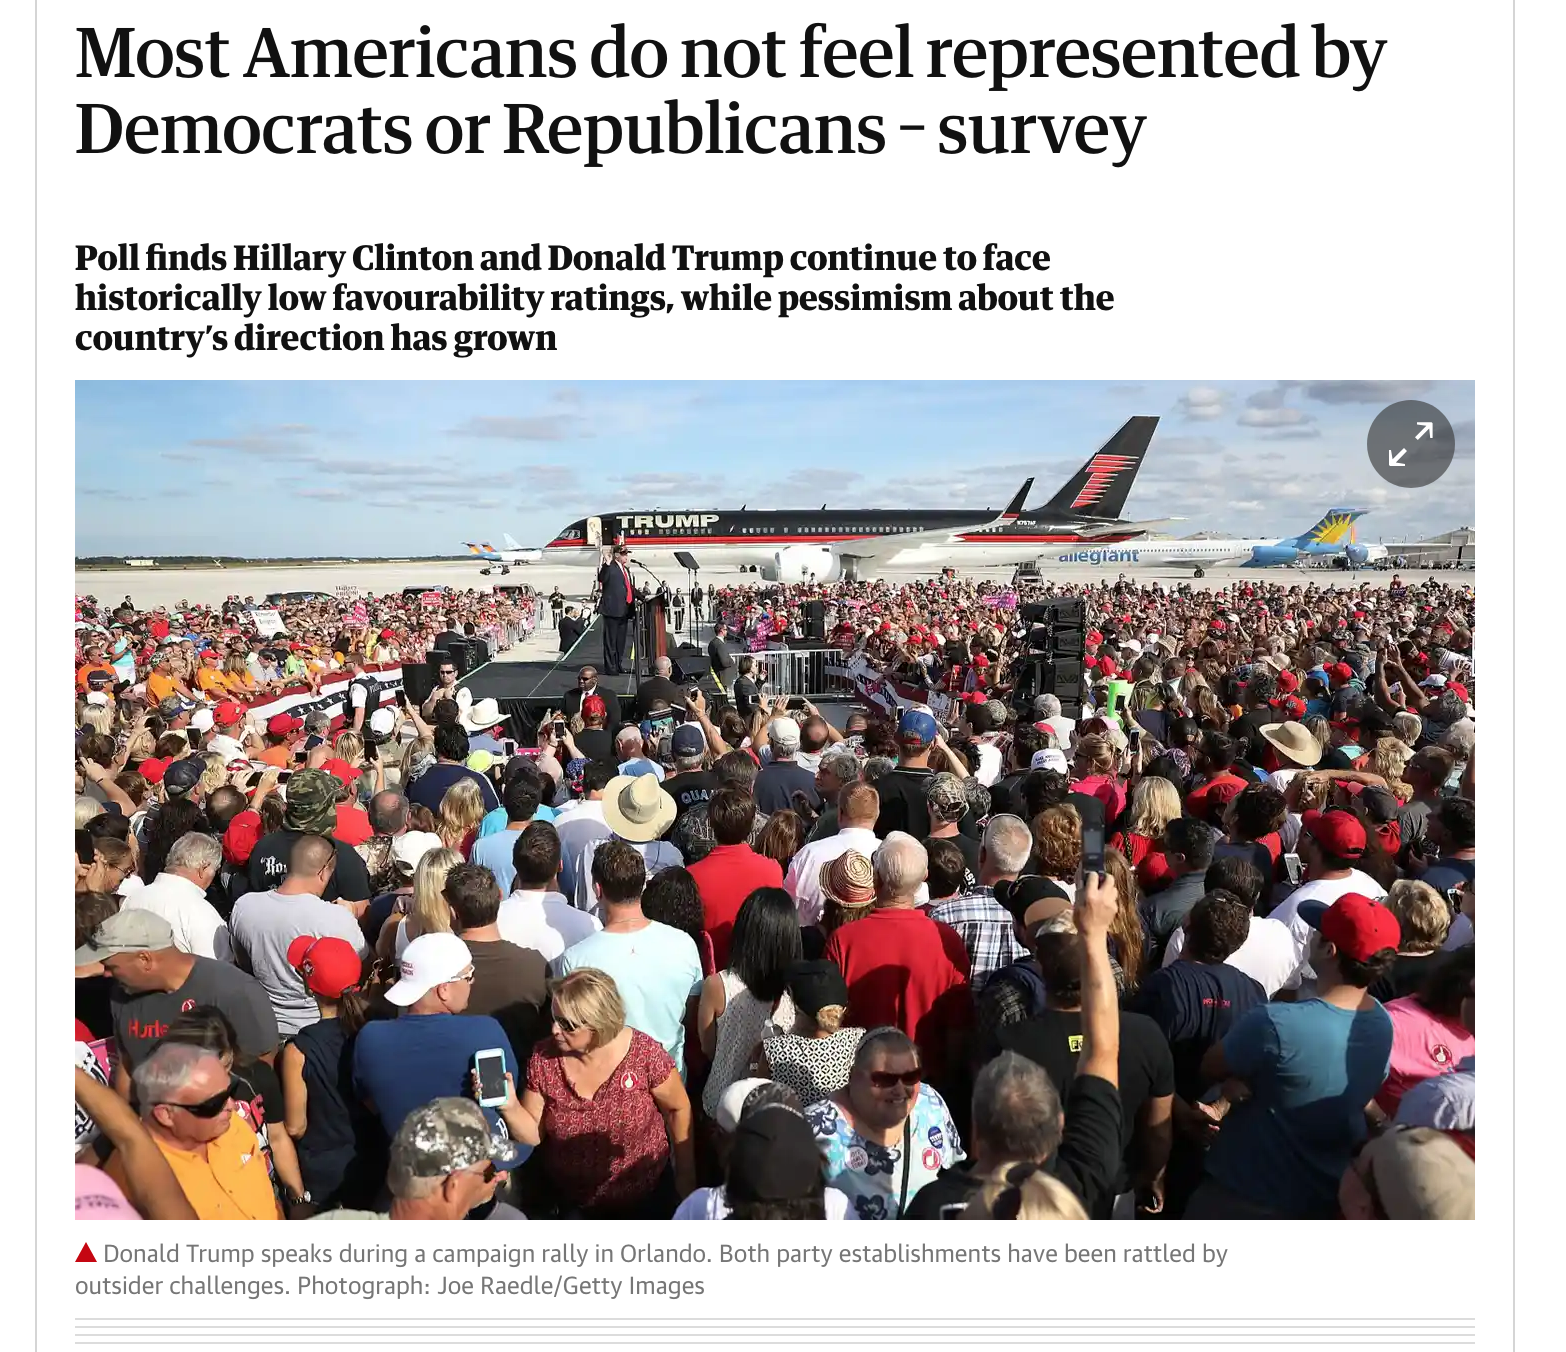 Most Americans do not feel represented by
Democrats or Republicans – survey
Poll finds Hillary Clinton and Donald Trump continue to face
historically low favourability ratings, while pessimism about the
country’s direction has grown
TRUMP
allegiant
Donald Trump speaks during a campaign rally in Orlando. Both party establishments have been rattled by
outsider challenges. Photograph: Joe Raedle/Getty Images